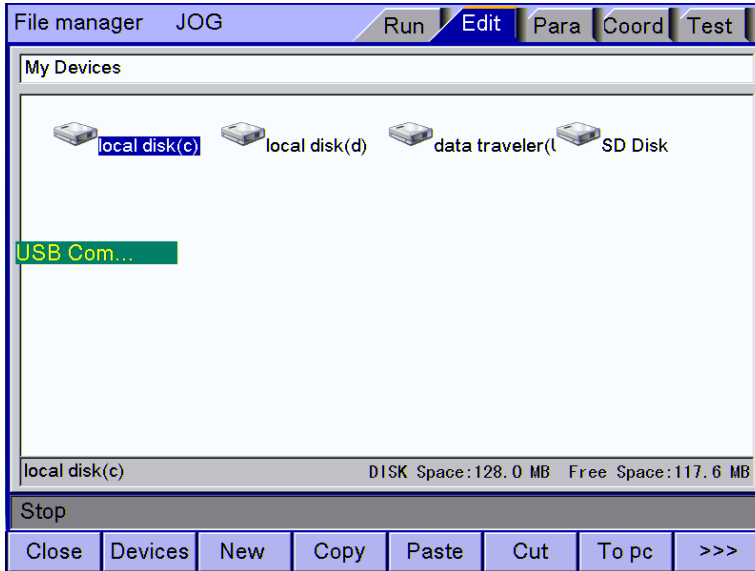 File manager JOG Run Edit Para Coord Test
My Devices
local disk(c) local disk(d) data traveler( SD Disk
USB Com...
local disk(c) DISK Space:128.0 MB Free Space:117.6 MB
Stop
Close Devices New Copy Paste Cut To pc >>>